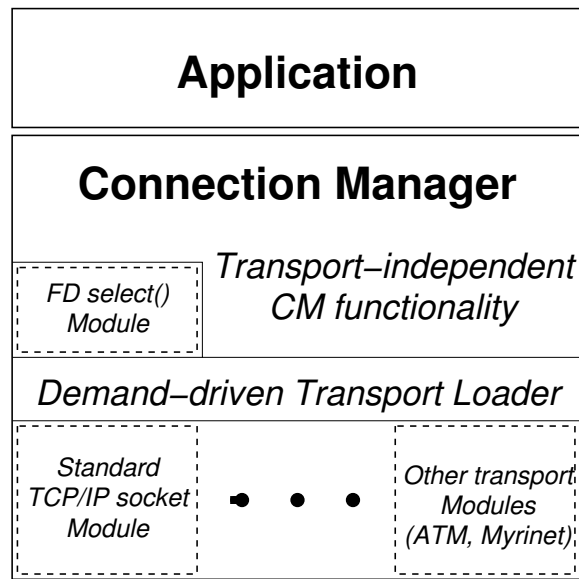 Application
Connection Manager
Transport–independent
CM functionality
FD select()
Module
Demand–driven Transport Loader
Standard
TCP/IP socket
Module
Other transport
Modules
(ATM, Myrinet)